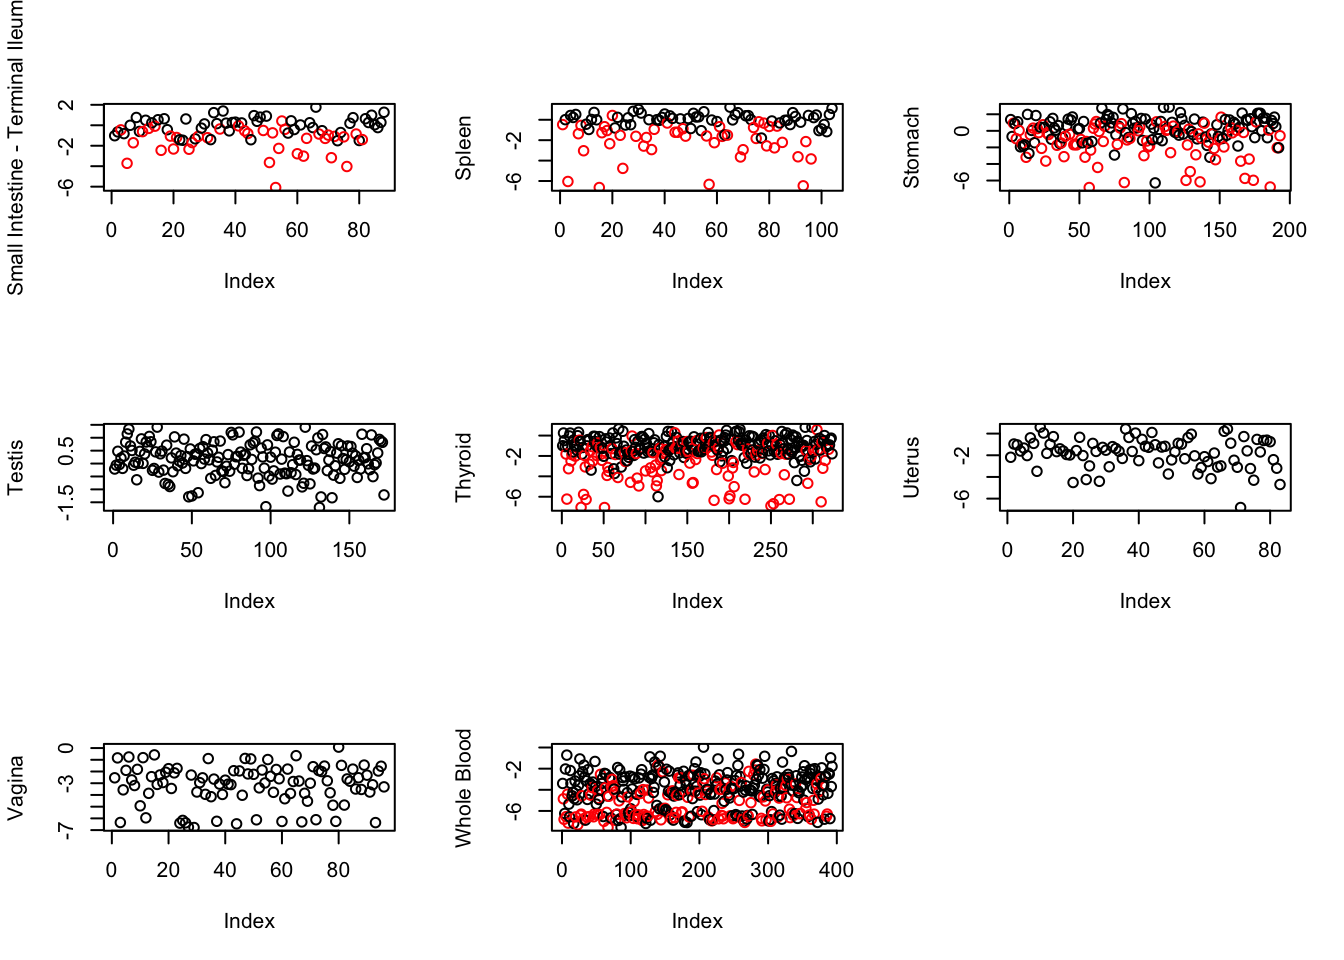 Small Intestine - Terminal Ileum
2
-2
-6
0 20 40 60 80
Index
Spleen
-2
-6
0 20 40 60 80 100
Index
Stomach
0
-6
0 50 100 150 200
Index
Testis
0.5
-1.5
0 50 100 150
Index
Thyroid
-2
-6
0 50 150 250
Index
Uterus
-2
-6
0 20 40 60 80
Index
Vagina
0
-3
-7
0 20 40 60 80
Index
Whole Blood
-2
-6
0 100 200 300 400
Index